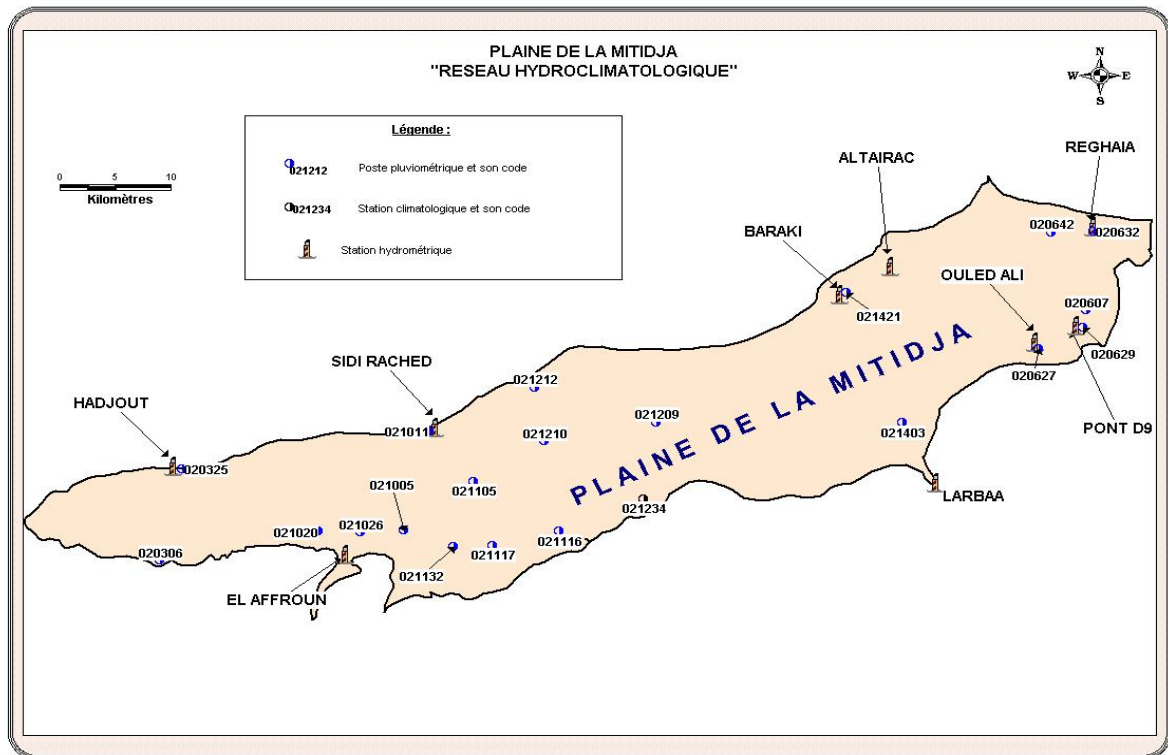 PLAINE DE LA MITIDJA
"RESEAU HYDROCLIMATOLOGIQUE"
N
W E
S
Légende :
021212 Poste pluviométrique et son code
021234 Station climatologique et son code
Station hydrométrique
0 5 10
Kilomètres
REGHAIA
ALTAIRAC
BARAKI
020642
020632
OULED ALI
021421
020607
020629
020627
SIDI RACHED
021212
HADJOUT
021011
021209
021210
021403
PONT D9
PLAINE DE LA MITIDJA
020325
021005
021105
021234
LARBAA
021020
021026
020306
021132
021117
021116
EL AFFROUN